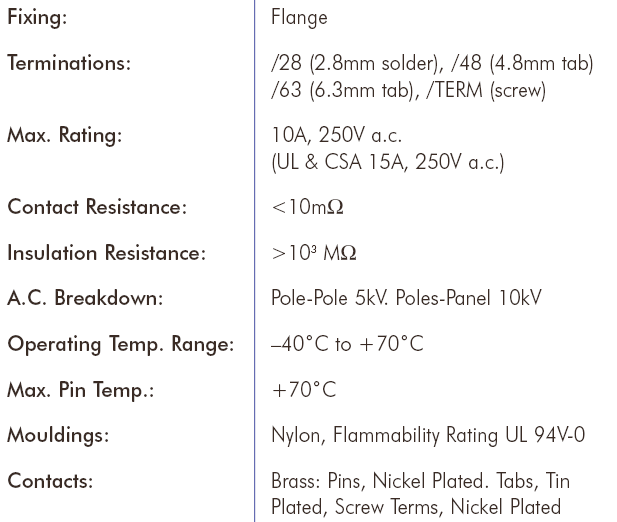 Fixing: Flange
Terminations: /28 (2.8mm solder), /48 (4.8mm tab)
/63 (6.3mm tab), /TERM (screw)
Max. Rating: 10A, 250V a.c.
(UL & CSA 15A, 250V a.c.)
Contact Resistance: <10mΩ
Insulation Resistance: >10³ MΩ
A.C. Breakdown: Pole-Pole 5kV. Poles-Panel 10kV
Operating Temp. Range: –40°C to +70°C
Max. Pin Temp.: +70°C
Mouldings: Nylon, Flammability Rating UL 94V-0
Contacts: Brass: Pins, Nickel Plated. Tabs, Tin
Plated, Screw Terms, Nickel Plated